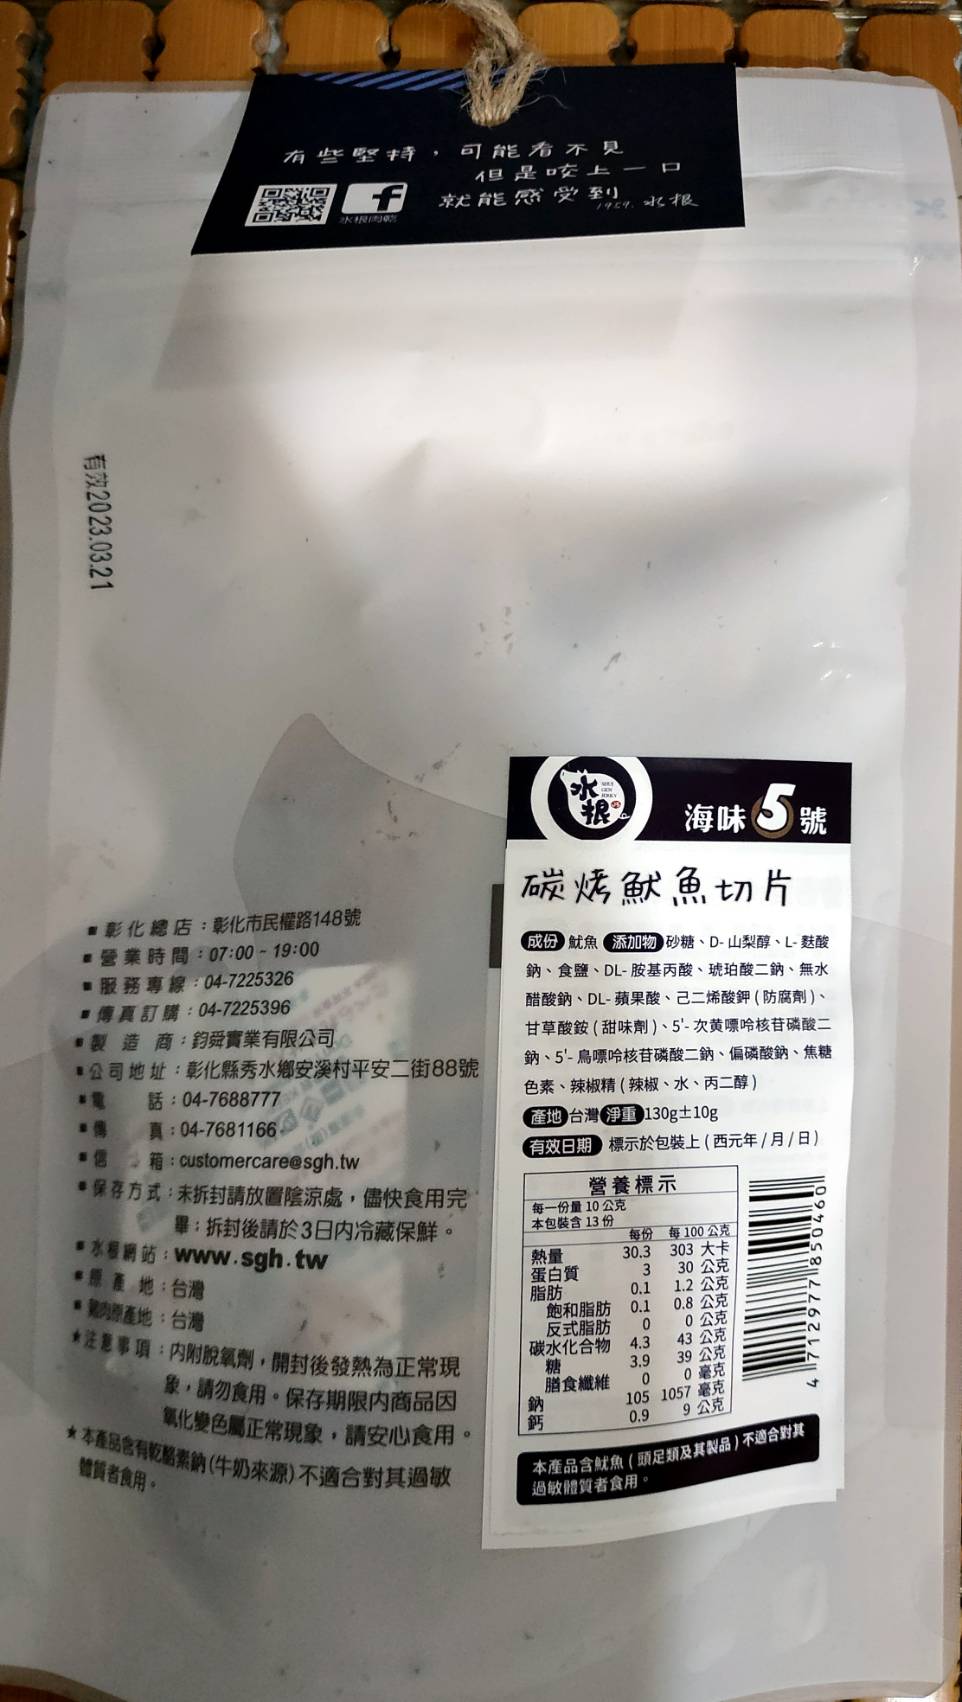 有些堅持，可能看不見
但是咬上一口
就能感受到
1959. 水根
水根肉乾
有效2023.03.21
■彰化總店：彰化市民權路148號
■營業時間：07:00～19:00
■服務專線：04-7225326
■傳真訂購：04-7225396
■製造商：鈞舜實業有限公司
■公司地址：彰化縣秀水鄉安溪村平安二街88號
■電話：04-7688777
■傳真：04-7681166
■信箱：customercare@sgh.tw
■保存方式：未拆封請放置陰涼處，儘快食用完
畢；拆封後請於3日內冷藏保鮮。
■水根網站：www.sgh.tw
■原產地：台灣
■豬肉原產地：台灣
★注意事項：內附脫氧劑，開封後發熱為正常現
象，請勿食用。保存期限內商品因
氧化變色屬正常現象，請安心食用。
★本產品含有乾酪素鈉(牛奶來源)不適合對其過敏
體質者食用。
水根
海味5號
碳烤魷魚切片
成份 魷魚 添加物 砂糖、D-山梨醇、L-麩酸
鈉、食鹽、DL-胺基丙酸、琥珀酸二鈉、無水
醋酸鈉、DL-蘋果酸、己二烯酸鉀(防腐劑)、
甘草酸銨(甜味劑)、5'-次黄嘌呤核苷磷酸二
鈉、5'-鳥嘌呤核苷磷酸二鈉、偏磷酸鈉、焦糖
色素、辣椒精(辣椒、水、丙二醇)
產地 台灣 淨重 130g±10g
有效日期 標示於包裝上(西元年/月/日)
營養標示
每一份量 10 公克
本包裝含 13 份
每份 每 100 公克
熱量 30.3 303 大卡
蛋白質 3 30 公克
脂肪 0.1 1.2 公克
飽和脂肪 0.1 0.8 公克
反式脂肪 0 0 公克
碳水化合物 4.3 43 公克
糖 3.9 39 公克
膳食纖維 0 0 毫克
鈉 105 1057 毫克
鈣 0.9 9 公克
4 712977 850460
本產品含魷魚(頭足類及其製品)不適合對其
過敏體質者食用。